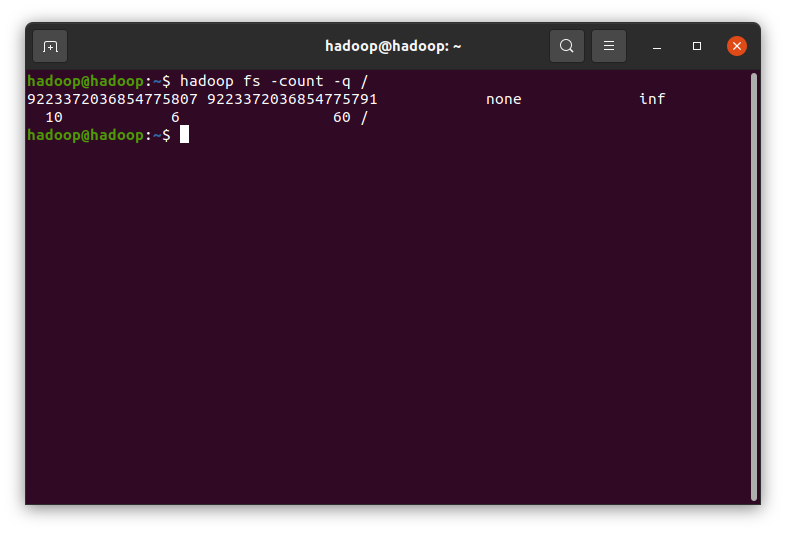 hadoop@hadoop: ~
hadoop@hadoop:~$ hadoop fs -count -q /
9223372036854775807 9223372036854775791            none             inf
  10            6                 60 /
hadoop@hadoop:~$